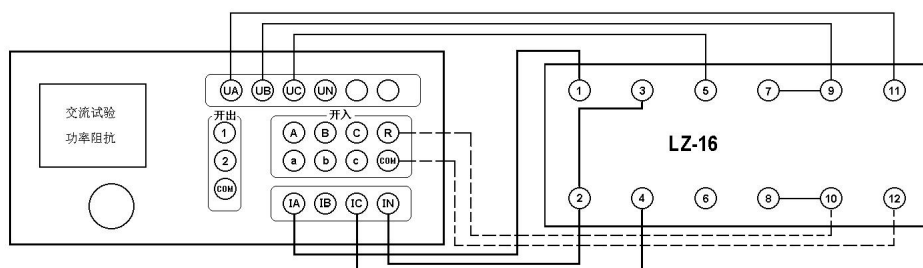 UA UB UC UN
交流试验
功率阻抗
开出
1
2
COM
开入
A B C R
a b c COM
IA IB IC IN
1 3 5 7 9 11
LZ-16
2 4 6 8 10 12